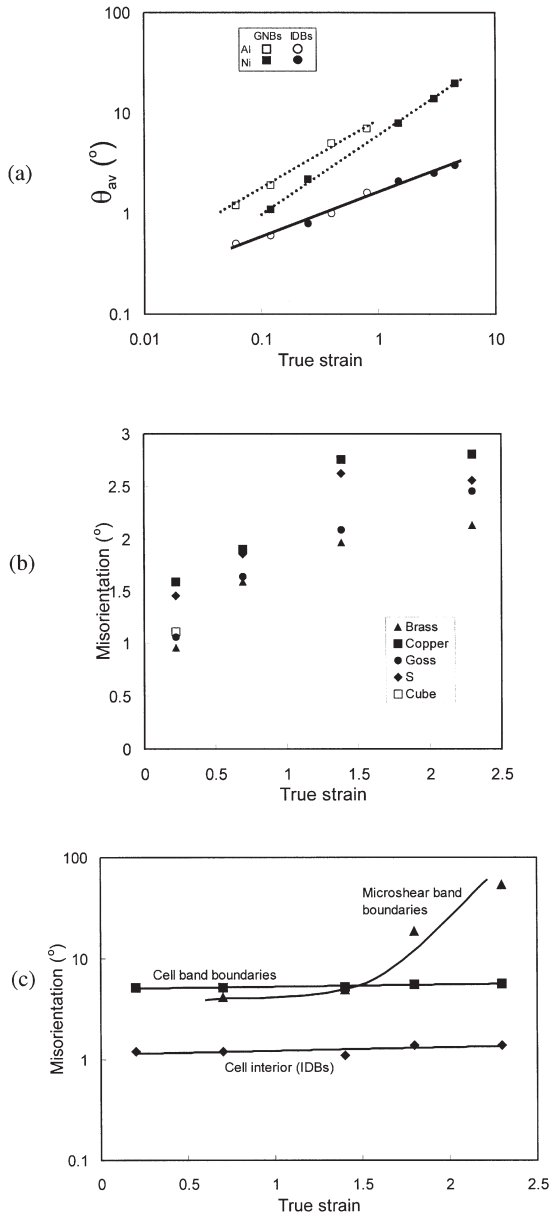 (a)
100
10
1
0.1
θav (°)
GNBs IDBs
Al
Ni
0.01 0.1 1 10
True strain
(b)
3
2.5
2
1.5
1
0.5
0
Misorientation (°)
Brass
Copper
Goss
S
Cube
0 0.5 1 1.5 2 2.5
True strain
(c)
100
10
1
0.1
Misorientation (°)
Microshear band
boundaries
Cell band boundaries
Cell interior (IDBs)
0 0.5 1 1.5 2 2.5
True strain